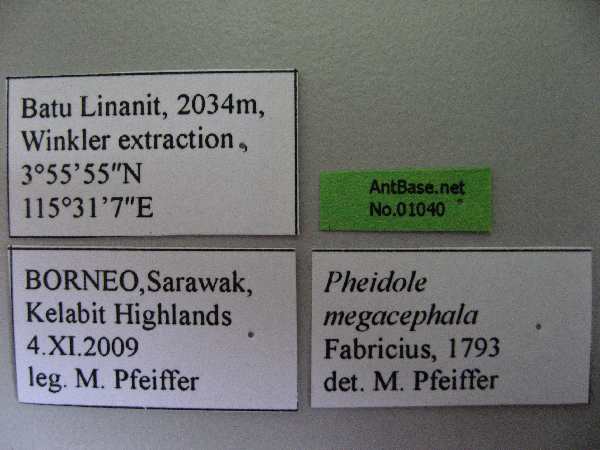 Batu Linanit, 2034m,
Winkler extraction,
3°55'55"N
115°31'7"E
AntBase.net
No.01040
BORNEO,Sarawak,
Kelabit Highlands
4.XI.2009
leg. M. Pfeiffer
Pheidole
megacephala
Fabricius, 1793
det. M. Pfeiffer